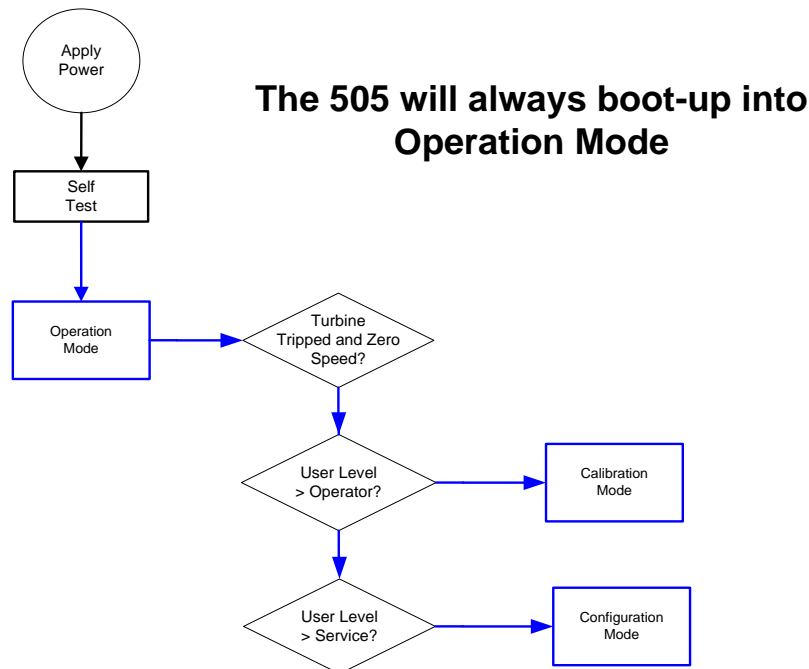 Apply
Power
The 505 will always boot-up into
Operation Mode
Self
Test
Operation
Mode
Turbine
Tripped and Zero
Speed?
User Level
> Operator?
Calibration
Mode
User Level
> Service?
Configuration
Mode